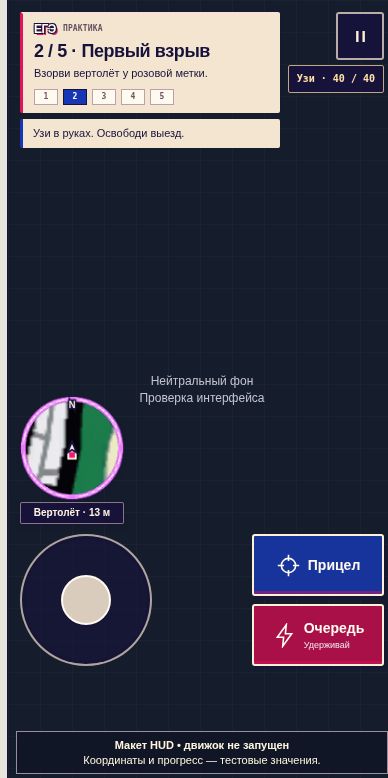 ЕГЭ ПРАКТИКА
2 / 5 · Первый взрыв
Взорви вертолёт у розовой метки.
1 2 3 4 5
Узи · 40 / 40
Узи в руках. Освободи выезд.
Нейтральный фон
Проверка интерфейса
N
Вертолёт · 13 м
Прицел
Очередь
Удерживай
Макет HUD • движок не запущен
Координаты и прогресс — тестовые значения.